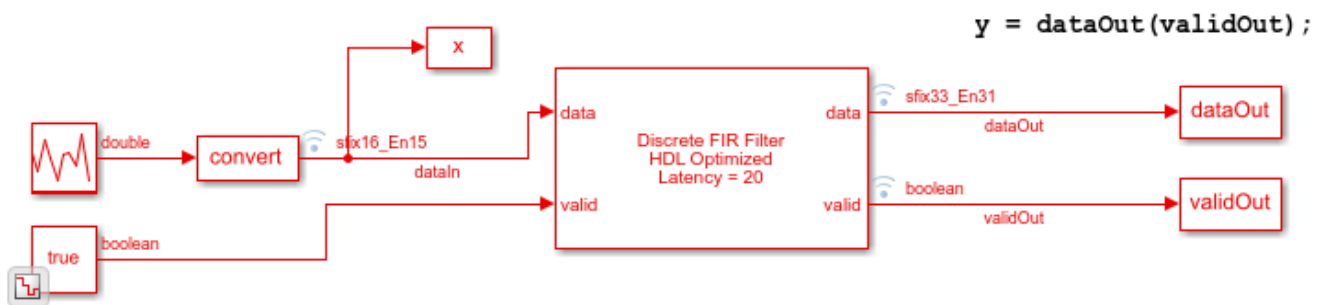 y = dataOut(validOut);
x
double
convert
sfix16_En15
dataIn
data
valid
Discrete FIR Filter
HDL Optimized
Latency = 20
data
valid
sfix33_En31
dataOut
dataOut
boolean
validOut
validOut
true
boolean